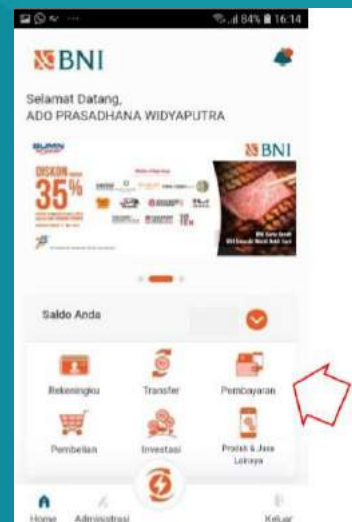 84% 16:14
BNI
Selamat Datang,
ADO PRASADHANA WIDYAPUTRA
BUMN
BNI
DISKON
35%
Saldo Anda
Rekeningku Transfer Pembayaran
Pembelian Investasi Produk & Jasa
Lainnya
Home Administrasi Keluar